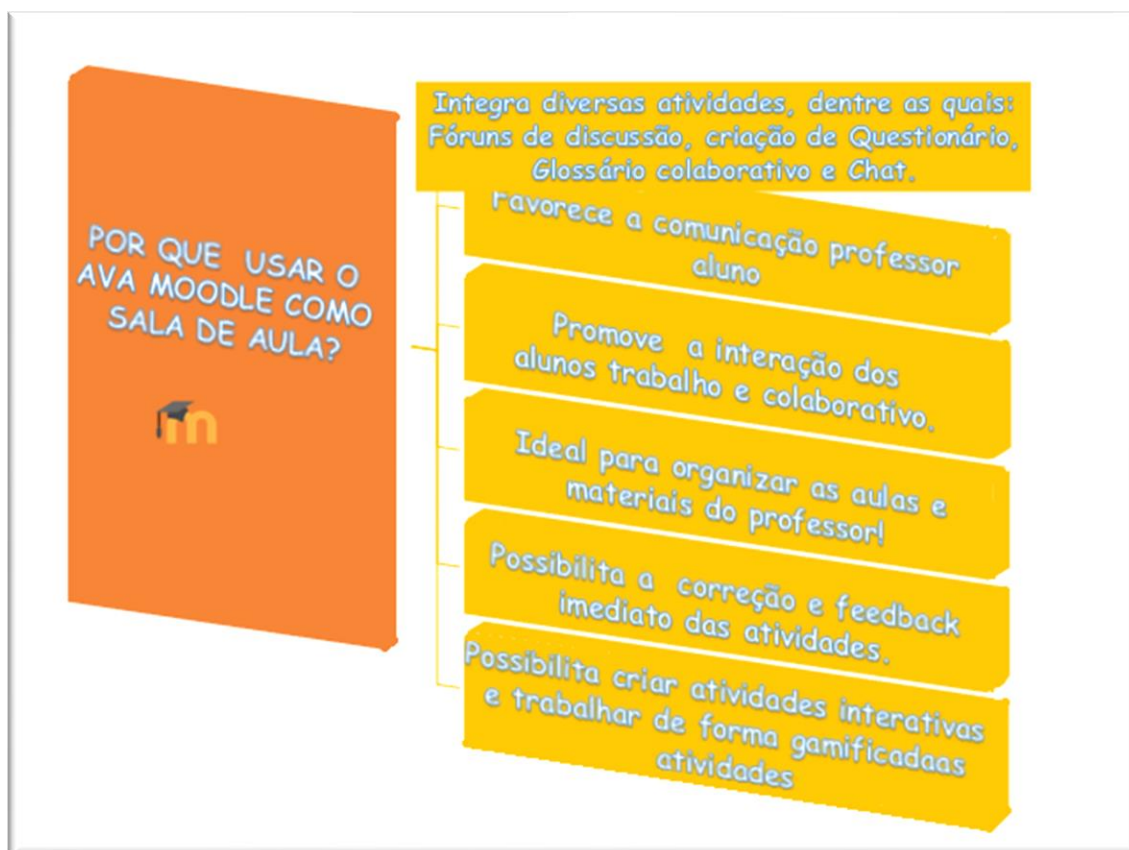 POR QUE USAR O
AVA MOODLE COMO
SALA DE AULA?
m
Integra diversas atividades, dentre as quais:
Fóruns de discussão, criação de Questionário,
Glossário colaborativo e Chat.
Favorece a comunicação professor
aluno
Promove a interação dos
alunos trabalho e colaborativo.
Ideal para organizar as aulas e
materiais do professor!
Possibilita a correção e feedback
imediato das atividades.
Possibilita criar atividades interativas
e trabalhar de forma gamificadaas
atividades